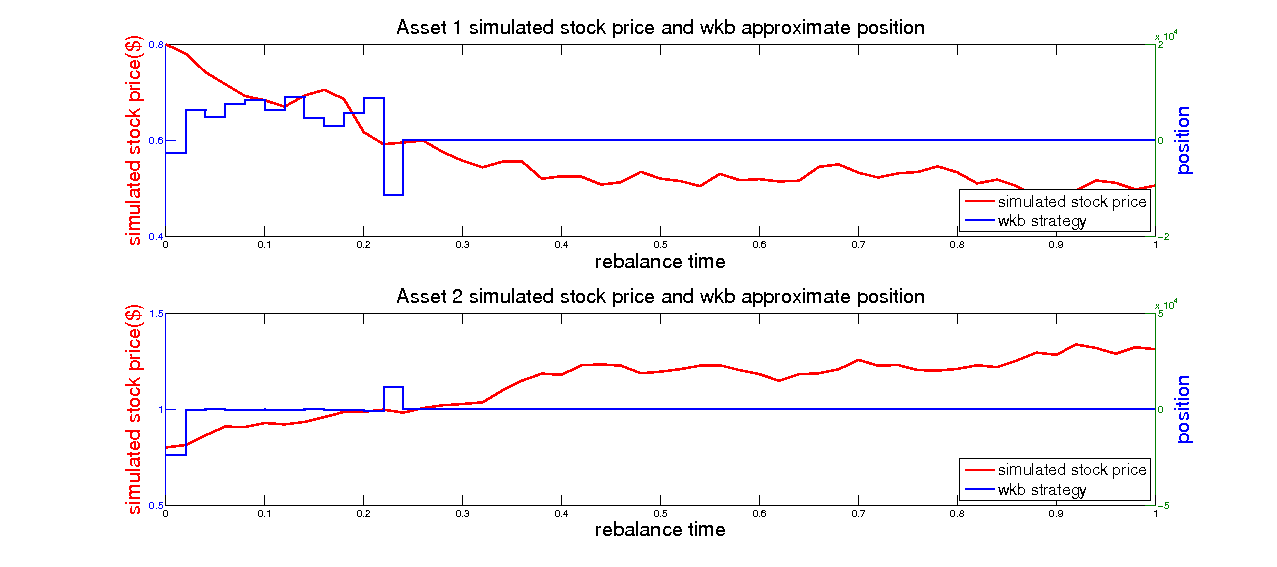 Asset 1 simulated stock price and wkb approximate position
simulated stock price($)
0.8
0.6
0.4
x 10^4
2
0
-2
position
simulated stock price
wkb strategy
0 0.1 0.2 0.3 0.4 0.5 0.6 0.7 0.8 0.9 1
rebalance time
Asset 2 simulated stock price and wkb approximate position
simulated stock price($)
1.5
1
0.5
x 10^4
5
0
-5
position
simulated stock price
wkb strategy
0 0.1 0.2 0.3 0.4 0.5 0.6 0.7 0.8 0.9 1
rebalance time